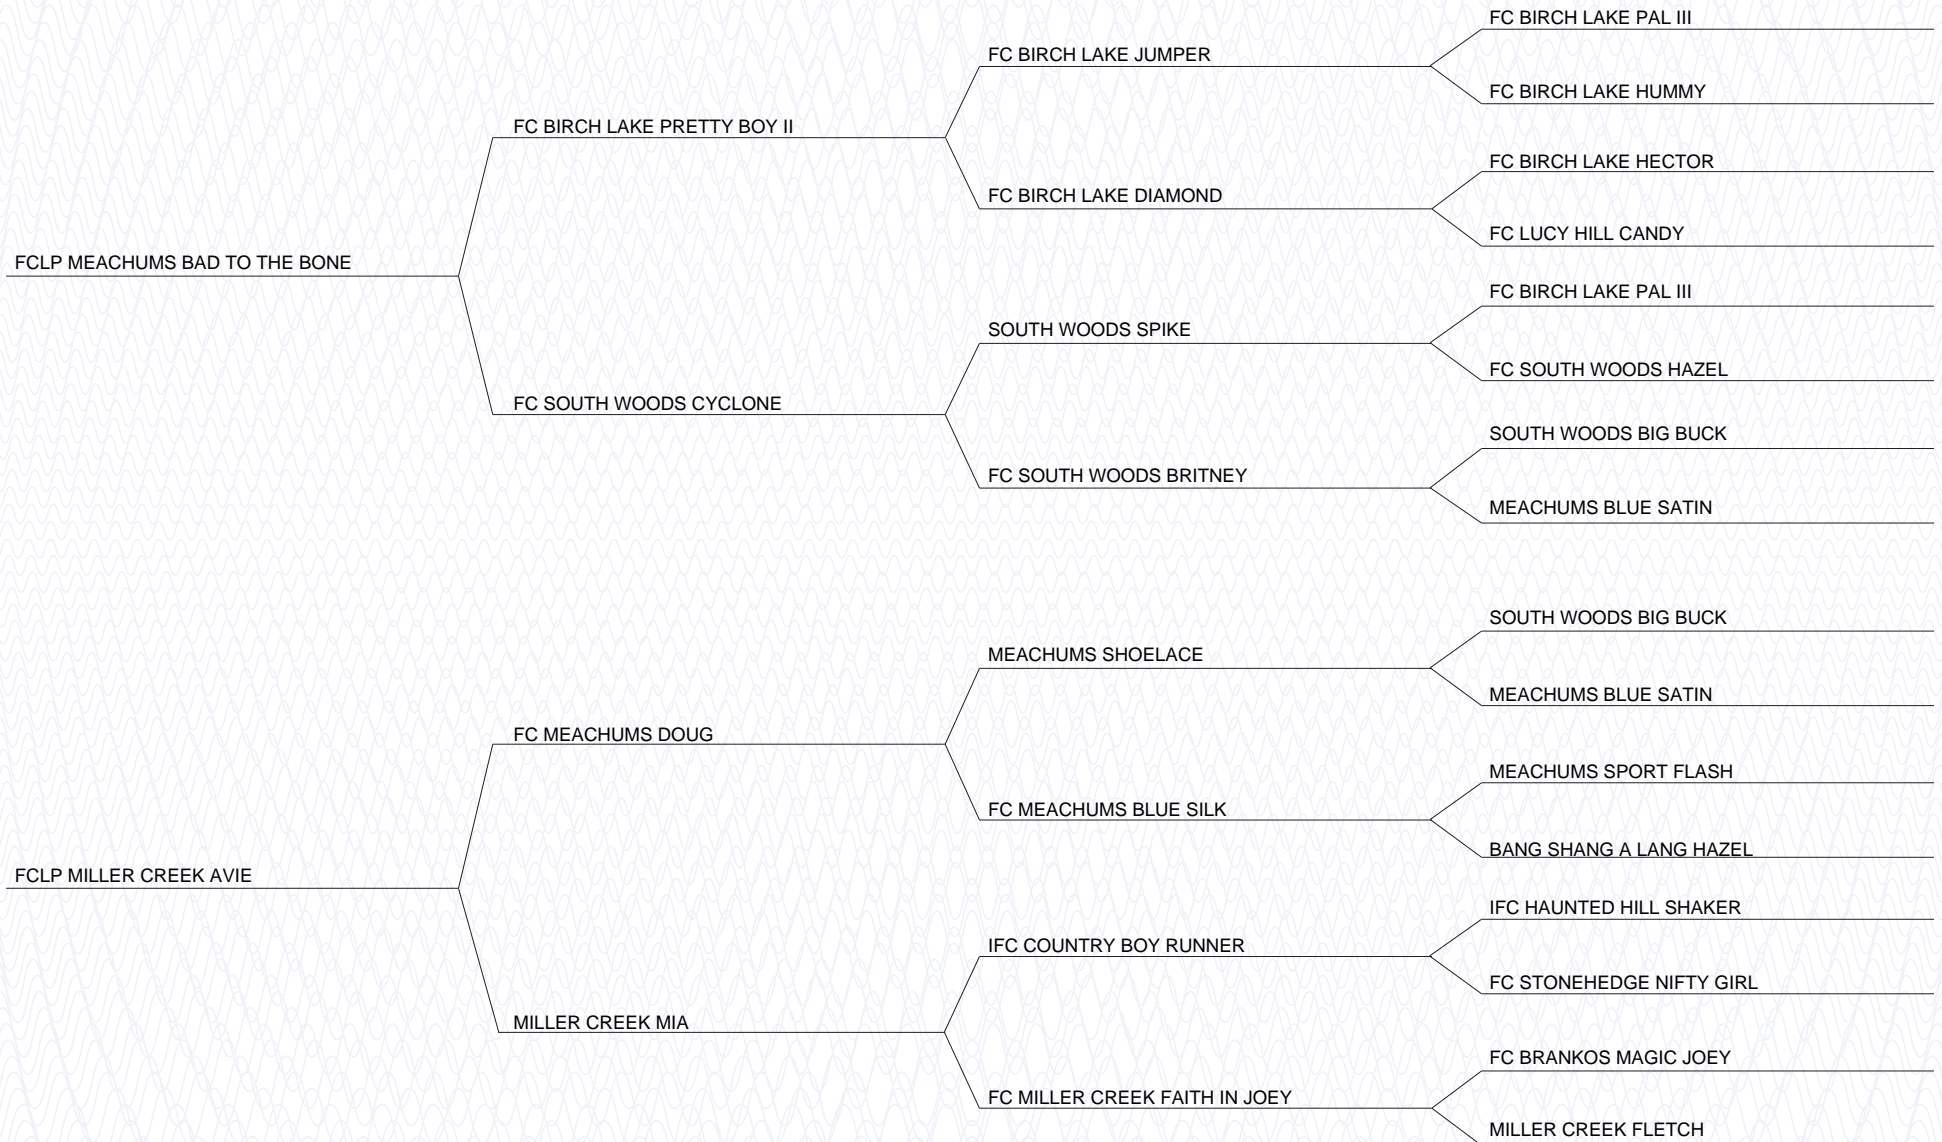 FC BIRCH LAKE PAL III
FC BIRCH LAKE JUMPER
FC BIRCH LAKE HUMMY
FC BIRCH LAKE PRETTY BOY II
FC BIRCH LAKE HECTOR
FC BIRCH LAKE DIAMOND
FC LUCY HILL CANDY
FCLP MEACHUMS BAD TO THE BONE
FC BIRCH LAKE PAL III
SOUTH WOODS SPIKE
FC SOUTH WOODS HAZEL
FC SOUTH WOODS CYCLONE
SOUTH WOODS BIG BUCK
FC SOUTH WOODS BRITNEY
MEACHUMS BLUE SATIN
SOUTH WOODS BIG BUCK
MEACHUMS SHOELACE
MEACHUMS BLUE SATIN
FC MEACHUMS DOUG
MEACHUMS SPORT FLASH
FC MEACHUMS BLUE SILK
BANG SHANG A LANG HAZEL
FCLP MILLER CREEK AVIE
IFC HAUNTED HILL SHAKER
IFC COUNTRY BOY RUNNER
FC STONEHEDGE NIFTY GIRL
MILLER CREEK MIA
FC BRANKOS MAGIC JOEY
FC MILLER CREEK FAITH IN JOEY
MILLER CREEK FLETCH